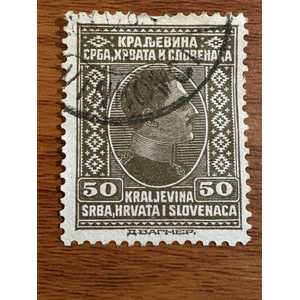 КРАЉЕВИНА
СРБА, ХРВАТА И СЛОВЕНАЦА
50 50
KRALJEVINA
SRBA, HRVATA I SLOVENACA
Д. ВАГНЕР.